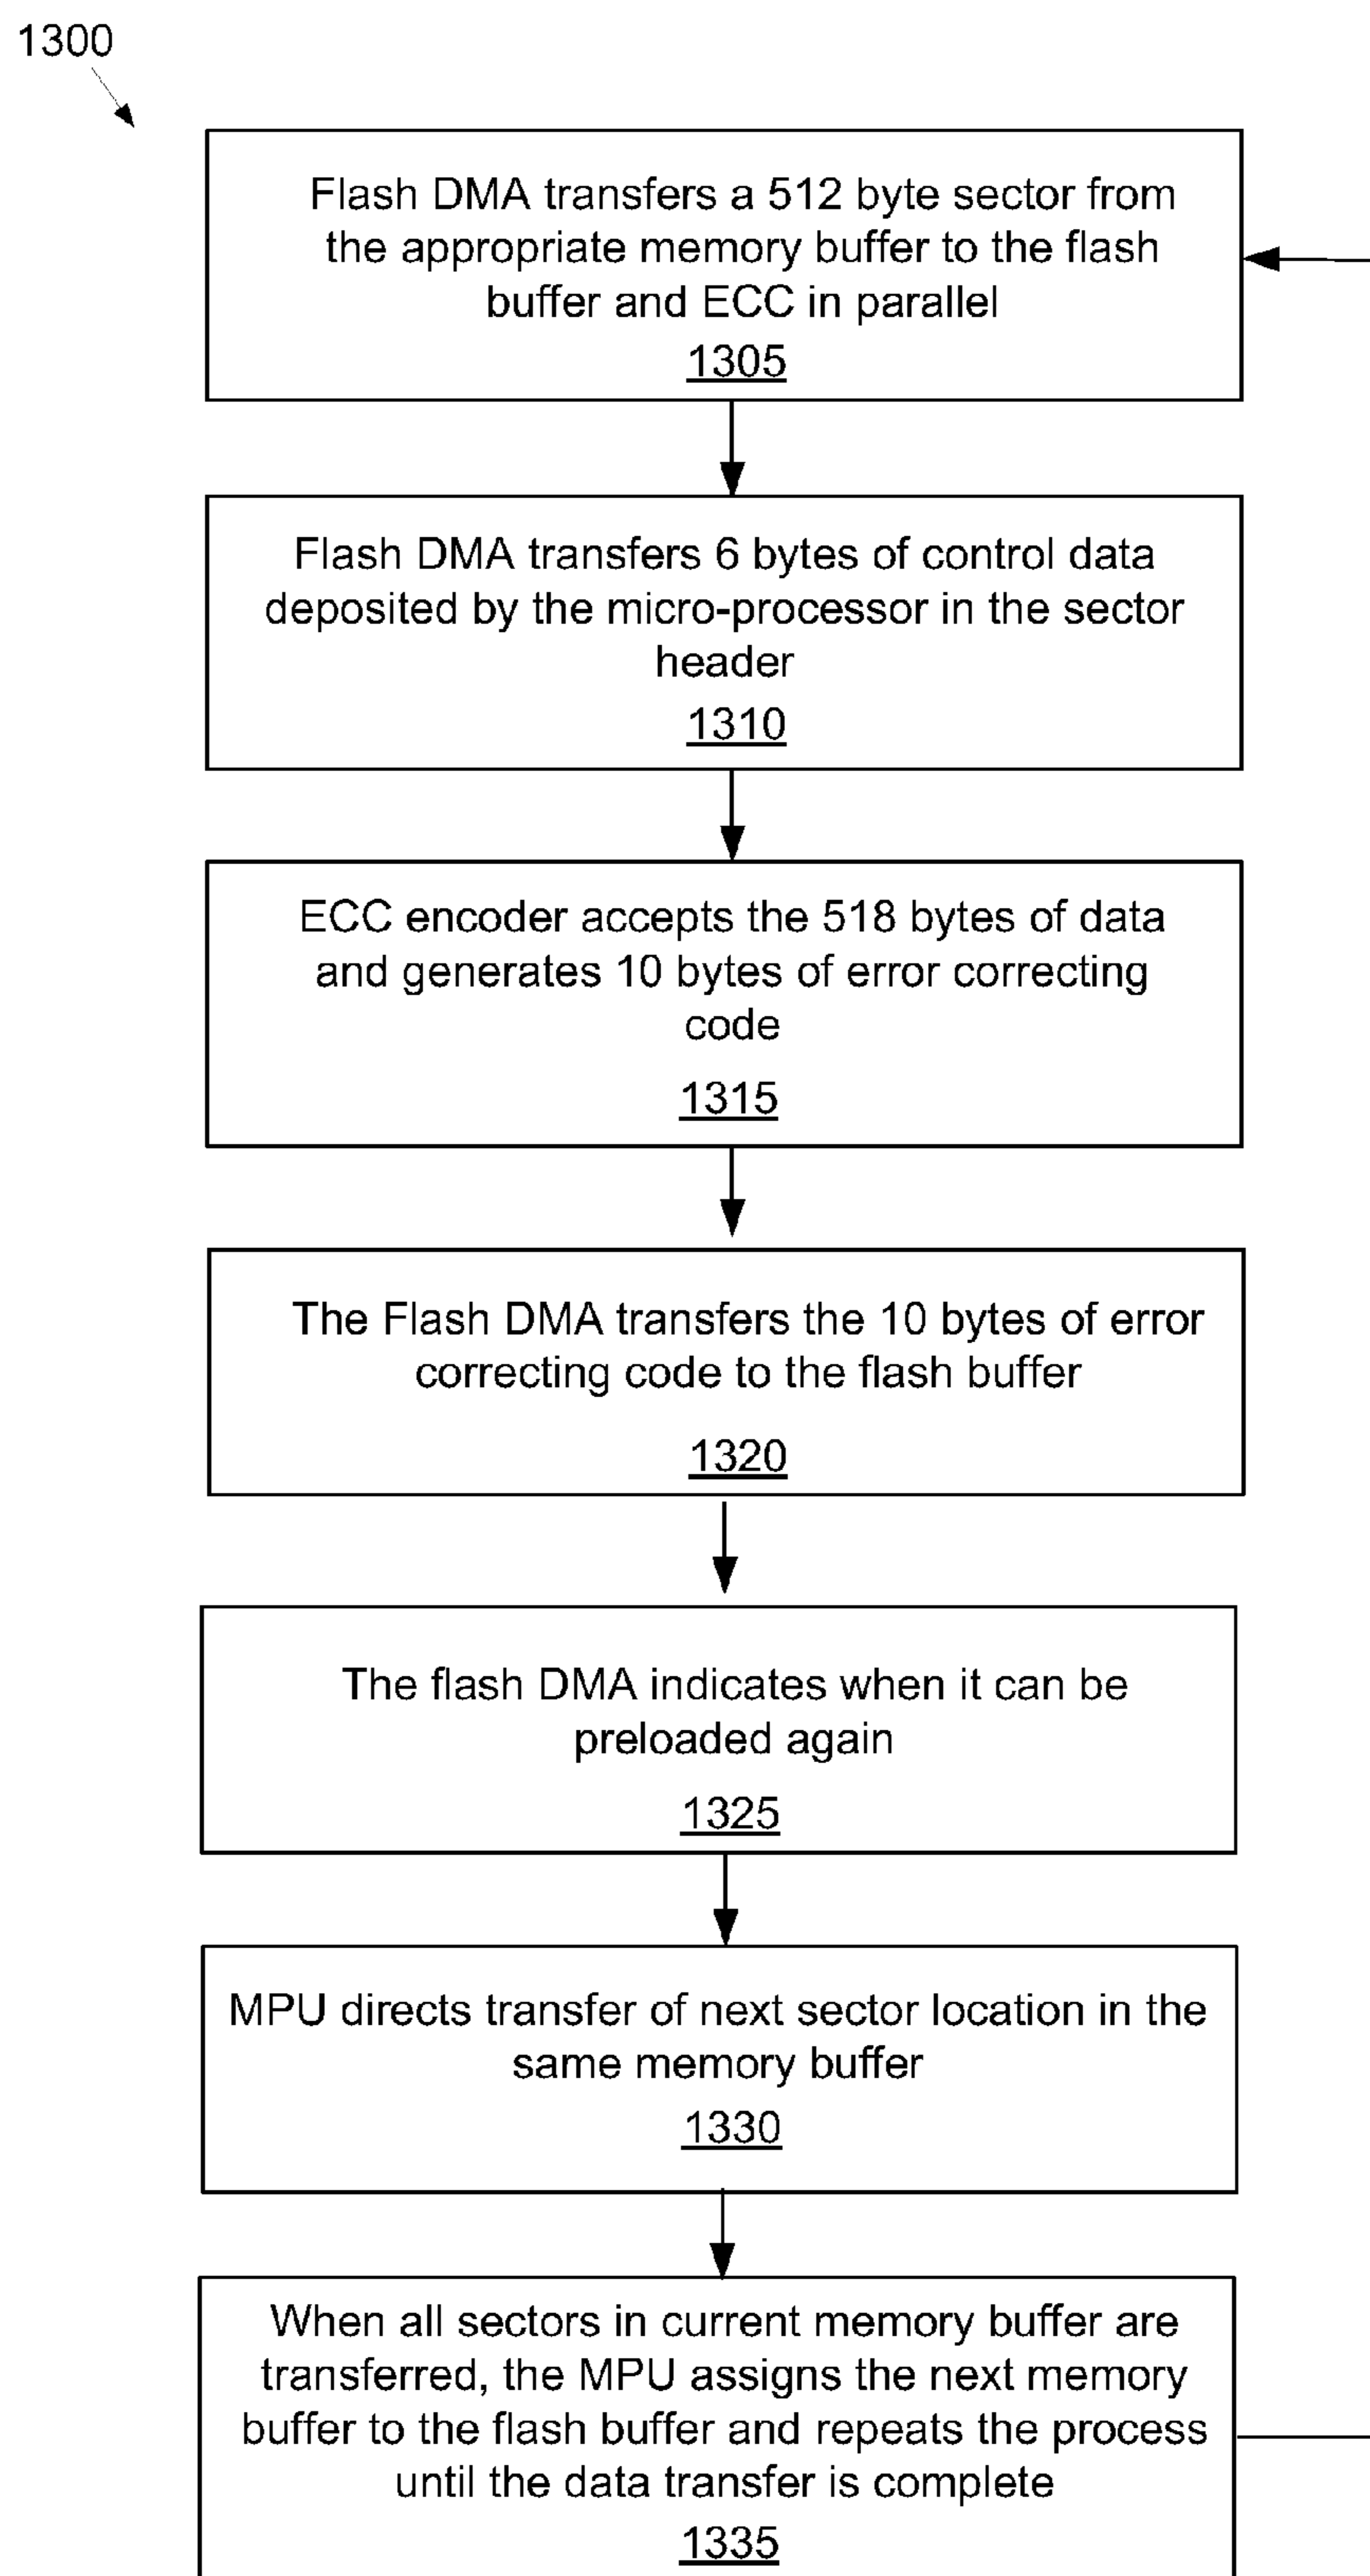 1300
Flash DMA transfers a 512 byte sector from
the appropriate memory buffer to the flash
buffer and ECC in parallel
1305
Flash DMA transfers 6 bytes of control data
deposited by the micro-processor in the sector
header
1310
ECC encoder accepts the 518 bytes of data
and generates 10 bytes of error correcting
code
1315
The Flash DMA transfers the 10 bytes of error
correcting code to the flash buffer
1320
The flash DMA indicates when it can be
preloaded again
1325
MPU directs transfer of next sector location in the
same memory buffer
1330
When all sectors in current memory buffer are
transferred, the MPU assigns the next memory
buffer to the flash buffer and repeats the process
until the data transfer is complete
1335